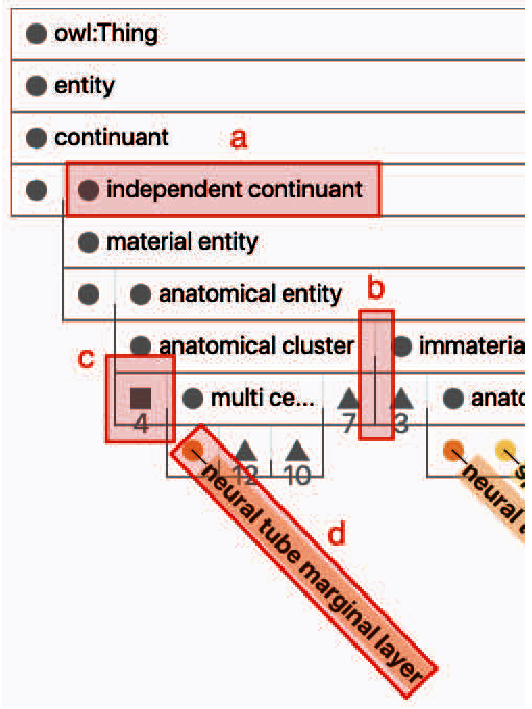 owl:Thing
entity
continuant
a
independent continuant
material entity
anatomical entity
b
anatomical cluster
immateria
c
multi ce...
anato
4
7
3
12
10
neural tube marginal layer
d
neural t
s